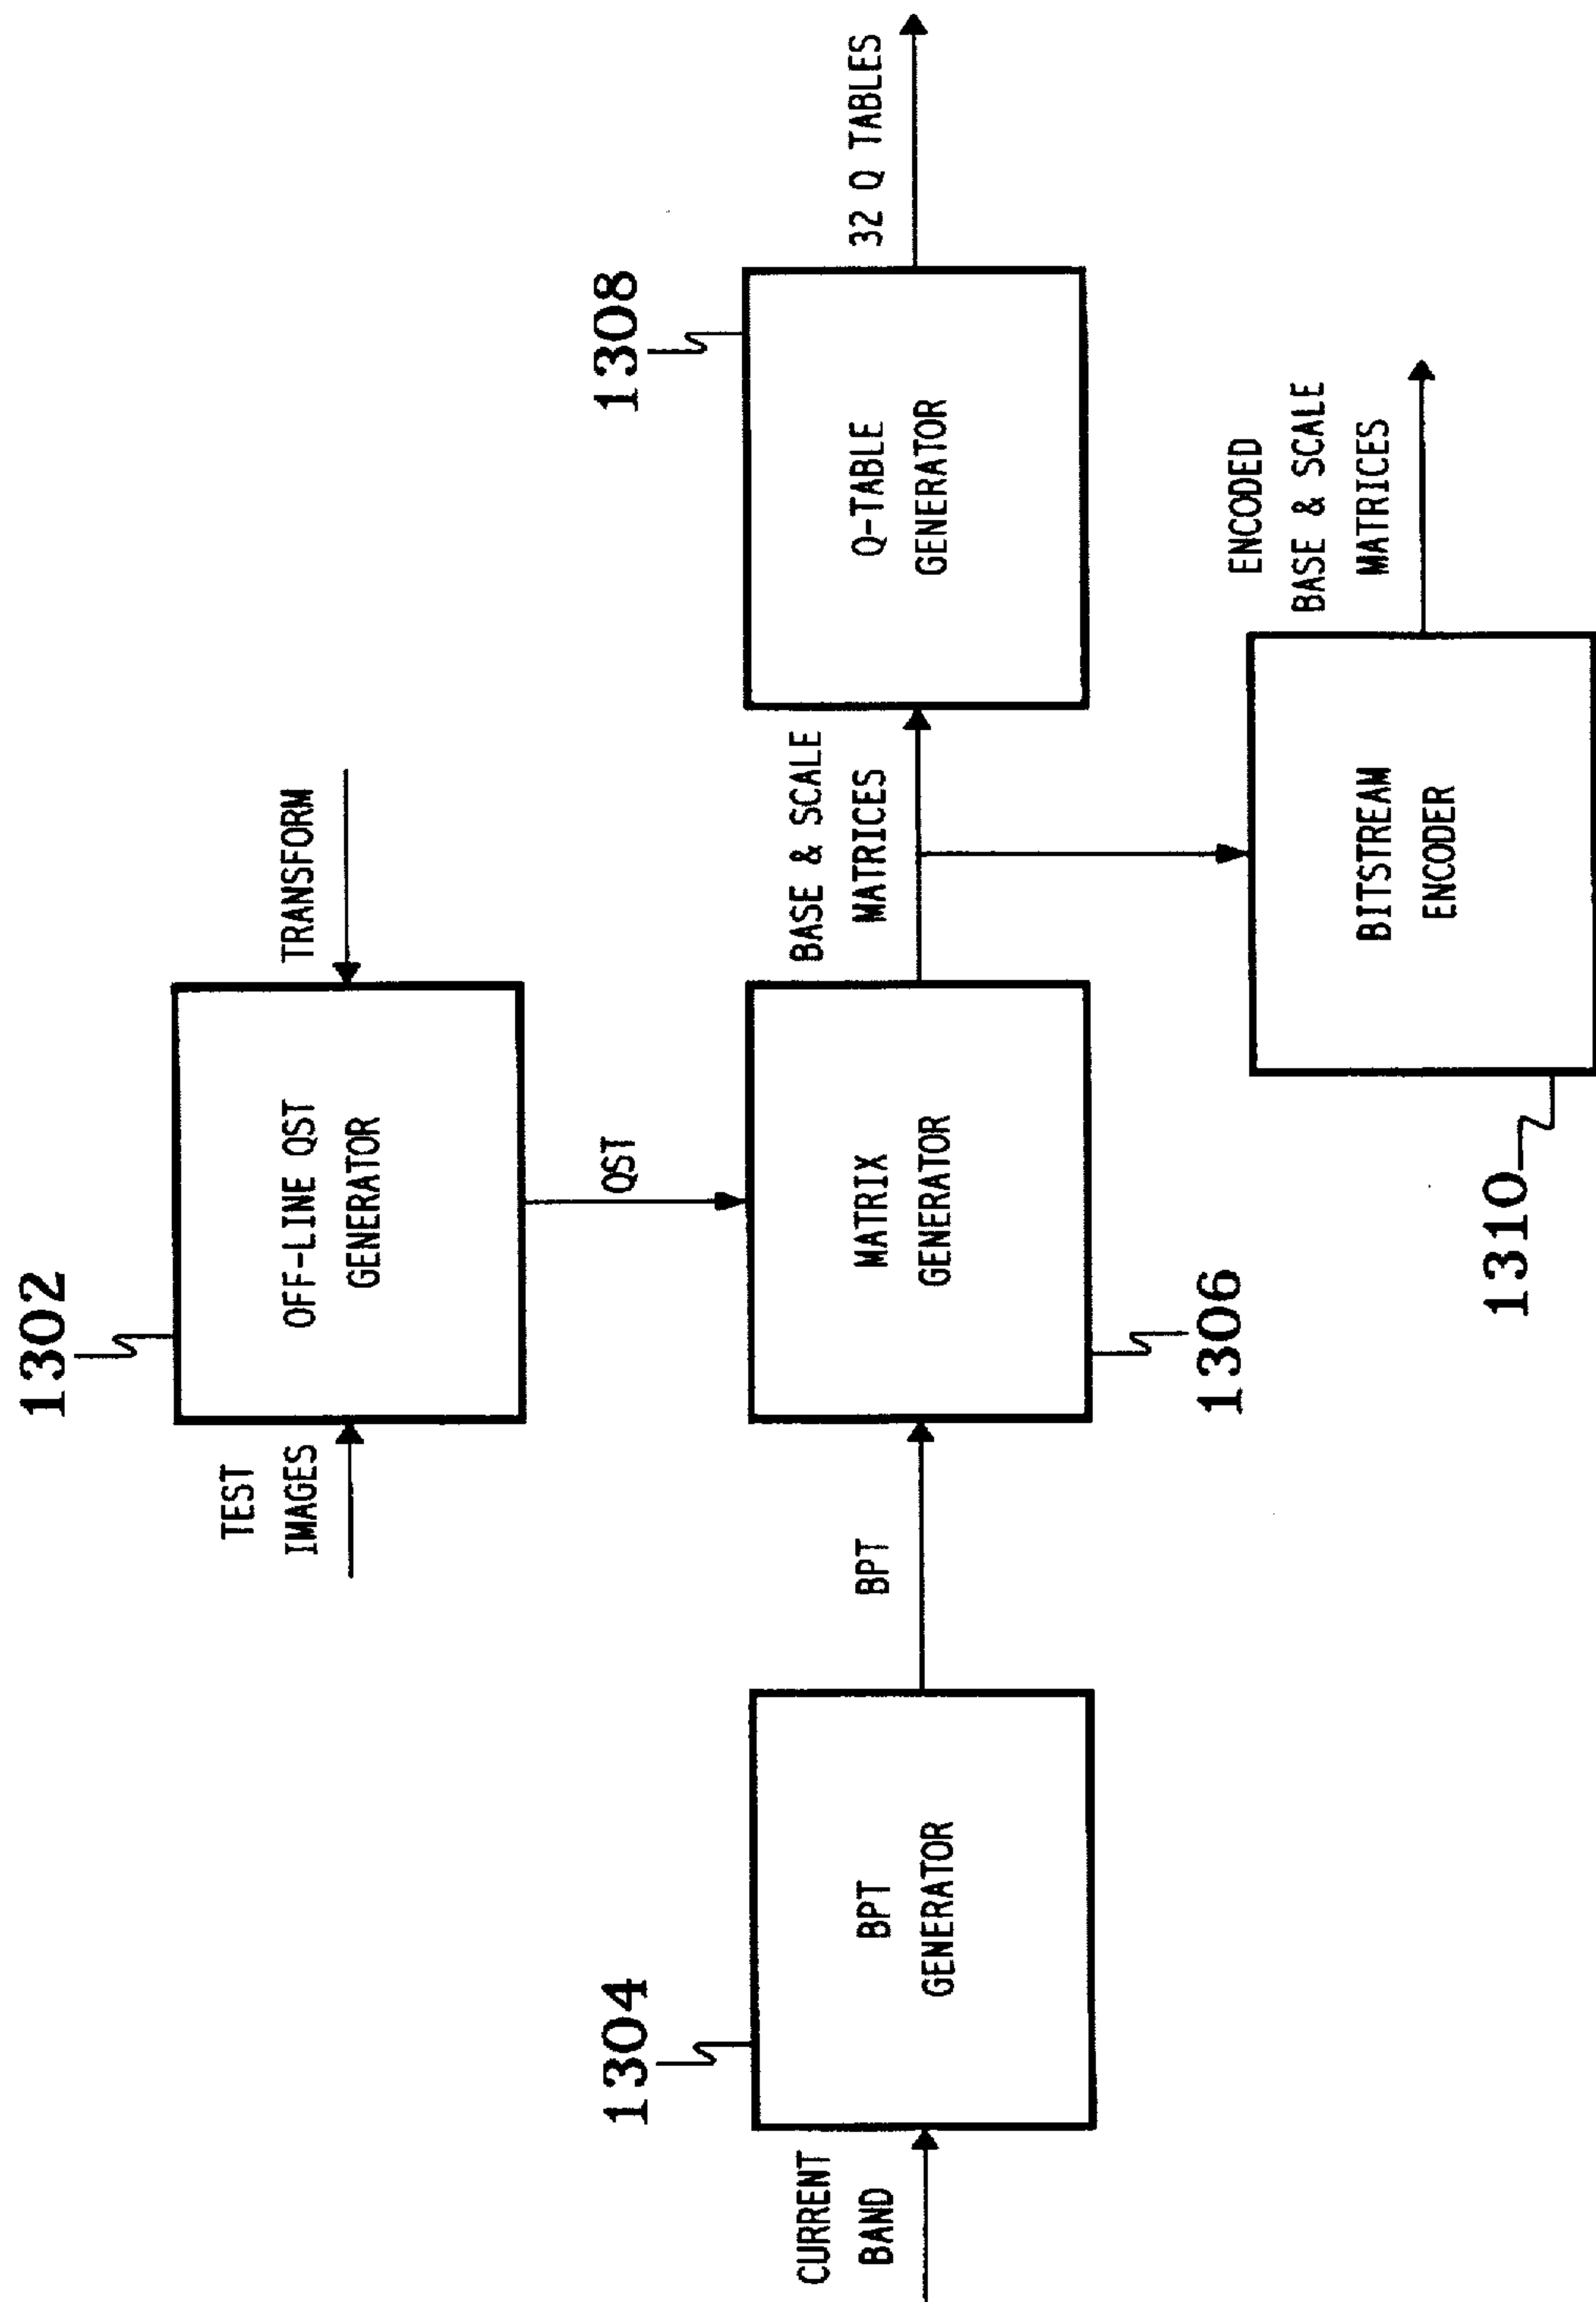 1302
TEST
IMAGES
OFF-LINE QST
GENERATOR
TRANSFORM
QST
1304
CURRENT
BAND
BPT
GENERATOR
BPT
MATRIX
GENERATOR
1306
BASE & SCALE
MATRICES
1308
Q-TABLE
GENERATOR
32 Q TABLES
1310
BITSTREAM
ENCODER
ENCODED
BASE & SCALE
MATRICES